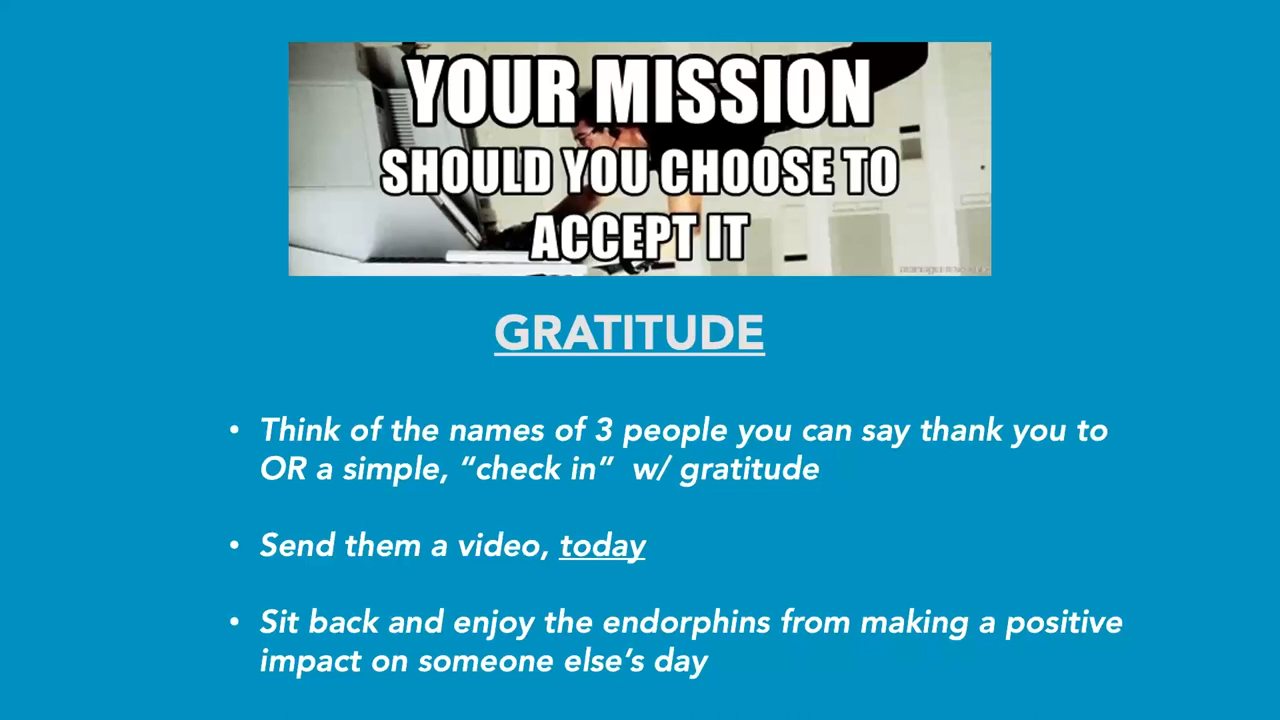 YOUR MISSION
SHOULD YOU CHOOSE TO
ACCEPT IT
GRATITUDE
• Think of the names of 3 people you can say thank you to
OR a simple, “check in” w/ gratitude
• Send them a video, today
• Sit back and enjoy the endorphins from making a positive
impact on someone else’s day